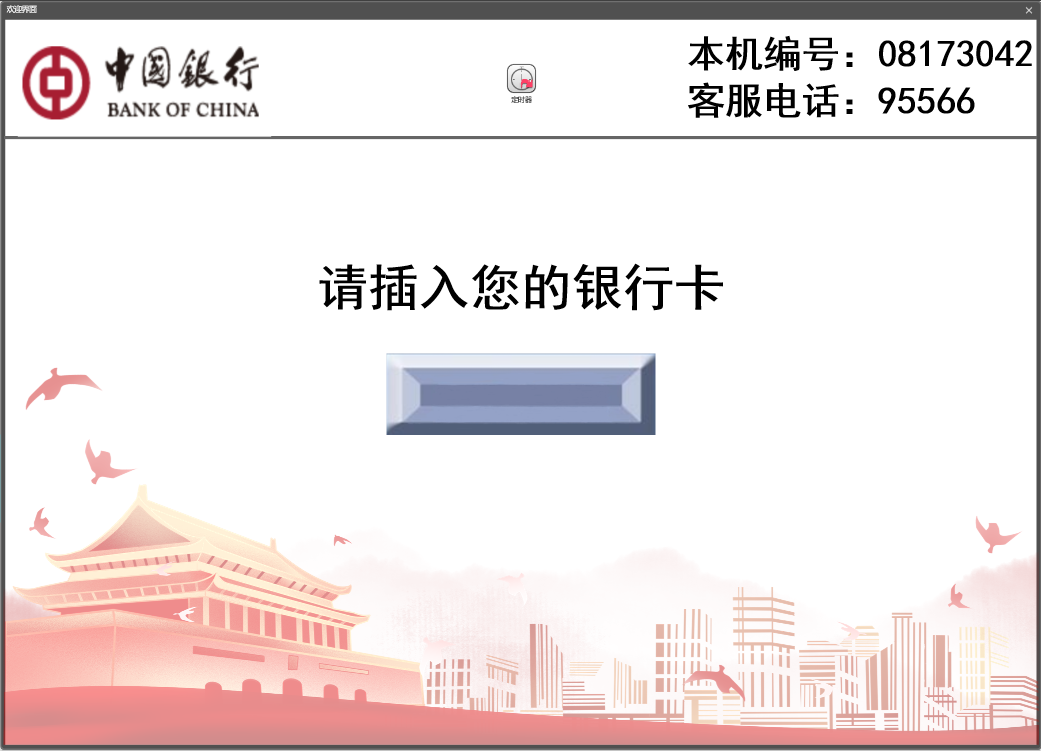 欢迎界面
中国银行
BANK OF CHINA
定时器
本机编号：08173042
客服电话：95566
请插入您的银行卡